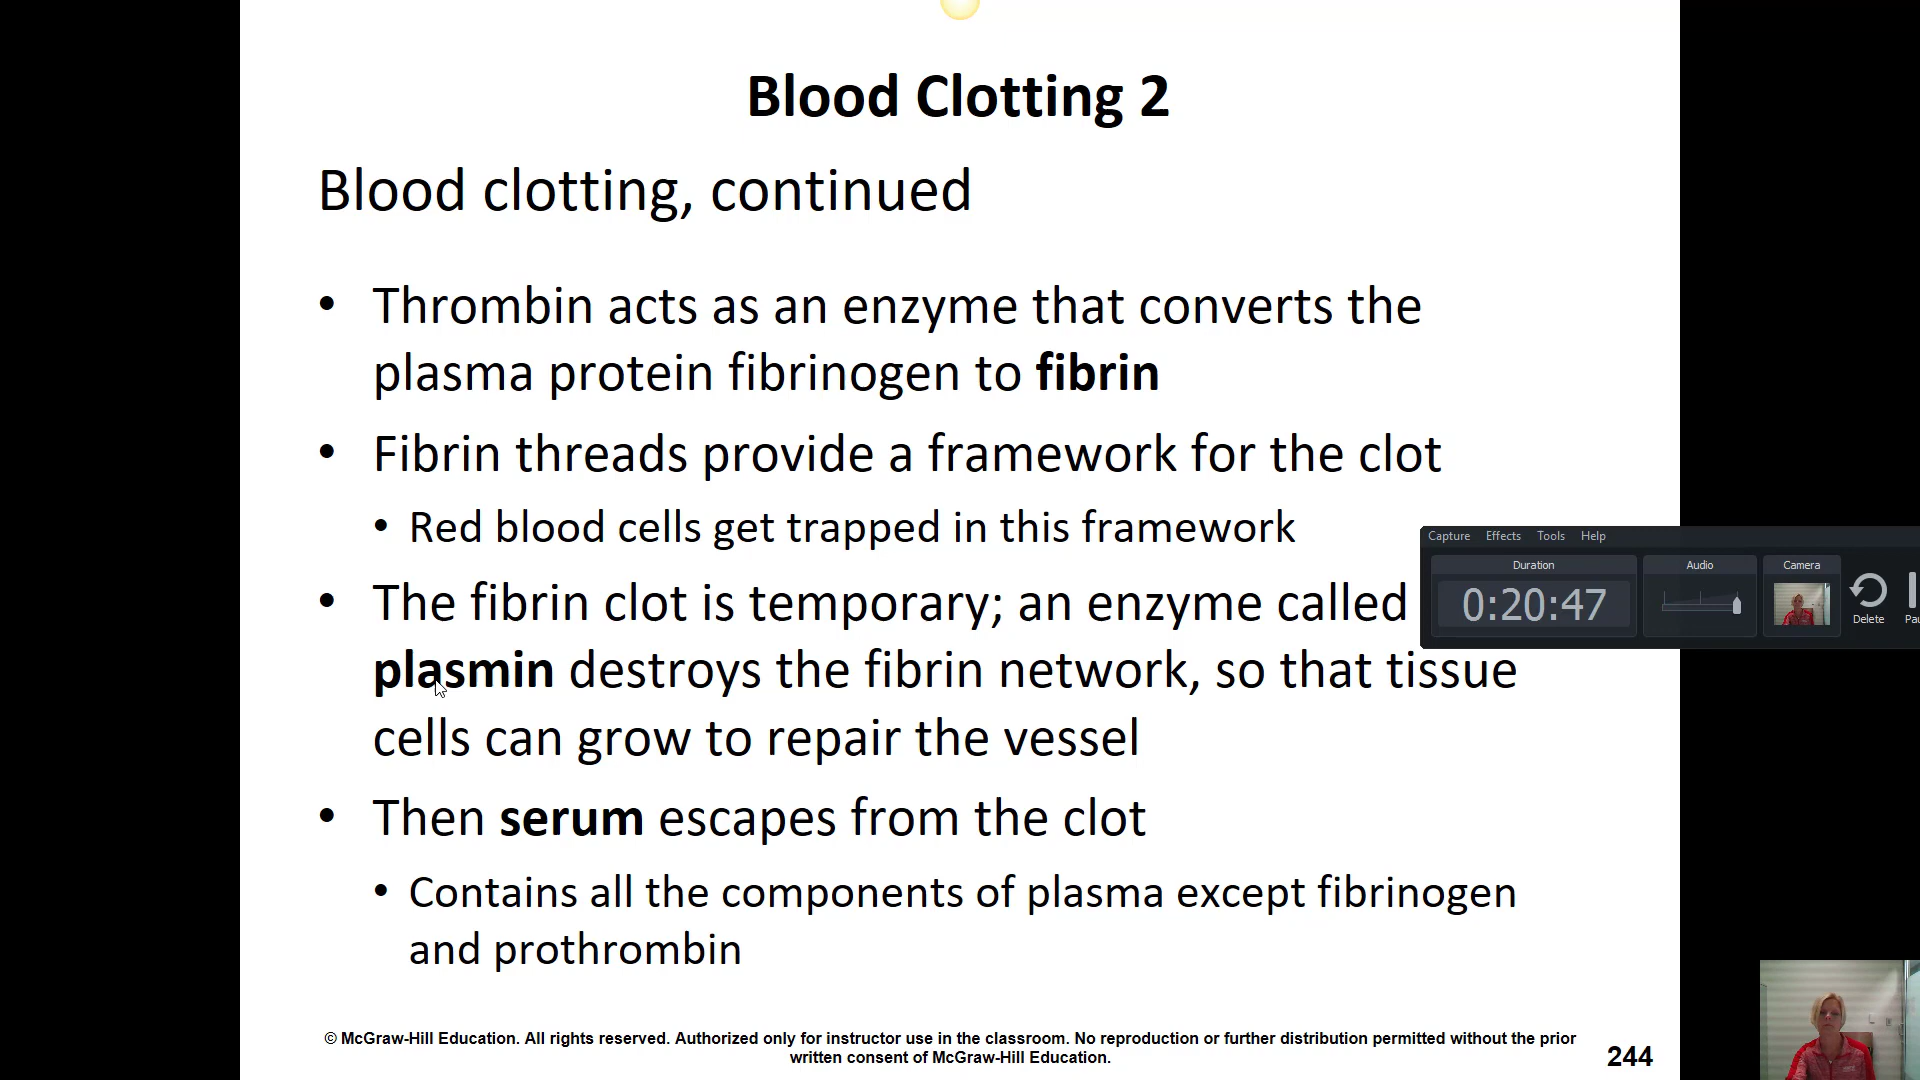 Blood Clotting 2
Blood clotting, continued
• Thrombin acts as an enzyme that converts the
plasma protein fibrinogen to fibrin
• Fibrin threads provide a framework for the clot
• Red blood cells get trapped in this framework
• The fibrin clot is temporary; an enzyme called
plasmin destroys the fibrin network, so that tissue
cells can grow to repair the vessel
• Then serum escapes from the clot
• Contains all the components of plasma except fibrinogen
and prothrombin
Capture Effects Tools Help
Duration Audio Camera
0:20:47
Delete Pau
© McGraw-Hill Education. All rights reserved. Authorized only for instructor use in the classroom. No reproduction or further distribution permitted without the prior
written consent of McGraw-Hill Education.
244